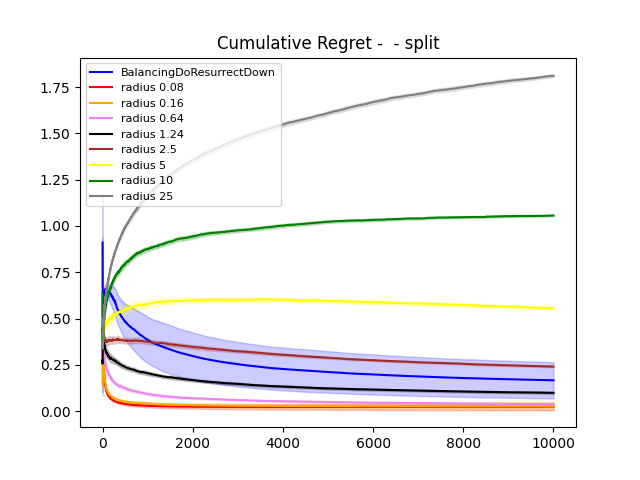 Cumulative Regret -  - split
BalancingDoResurrectDown
radius 0.08
radius 0.16
radius 0.64
radius 1.24
radius 2.5
radius 5
radius 10
radius 25
1.75
1.50
1.25
1.00
0.75
0.50
0.25
0.00
0 2000 4000 6000 8000 10000